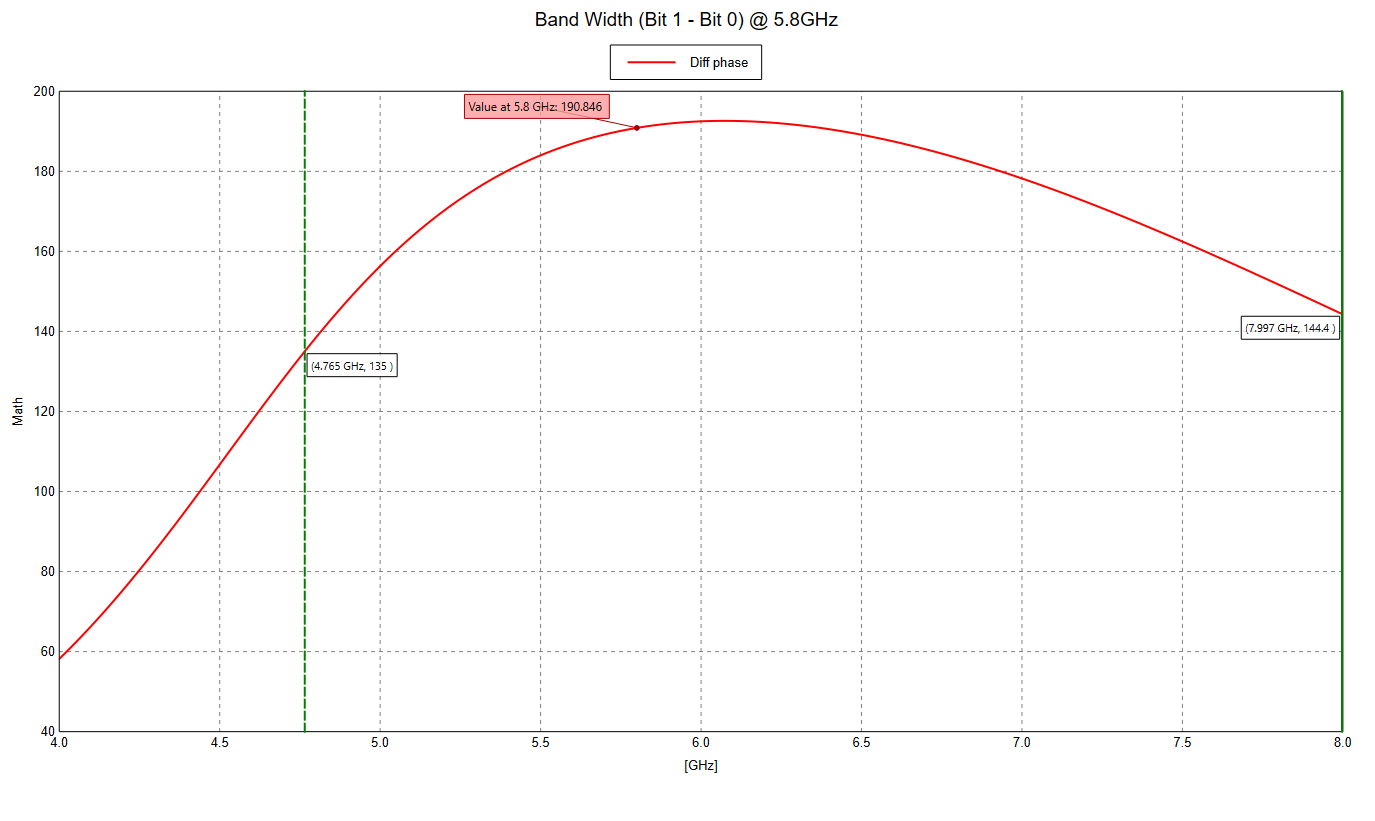 Band Width (Bit 1 - Bit 0) @ 5.8GHz
Diff phase
200
Value at 5.8 GHz: 190.846
180
160
140
(7.997 GHz, 144.4 )
(4.765 GHz, 135 )
120
Math
100
80
60
40
4.0 4.5 5.0 5.5 6.0 6.5 7.0 7.5 8.0
[GHz]